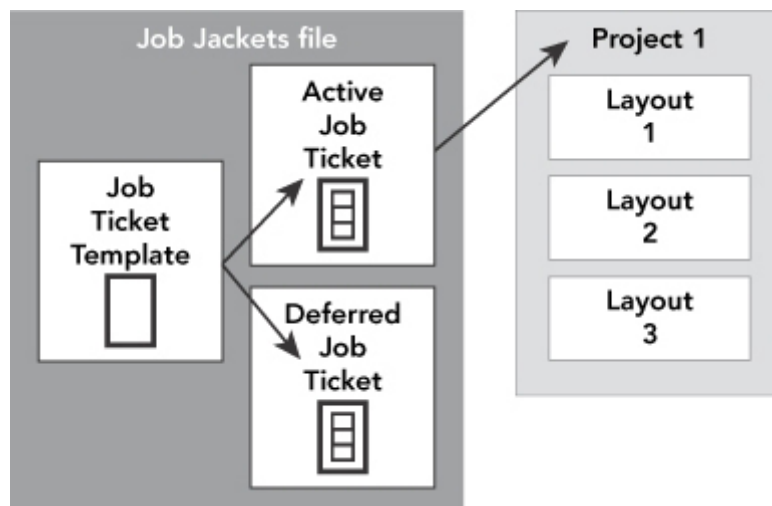 Job Jackets file
Job
Ticket
Template
Active
Job
Ticket
Deferred
Job
Ticket
Project 1
Layout
1
Layout
2
Layout
3